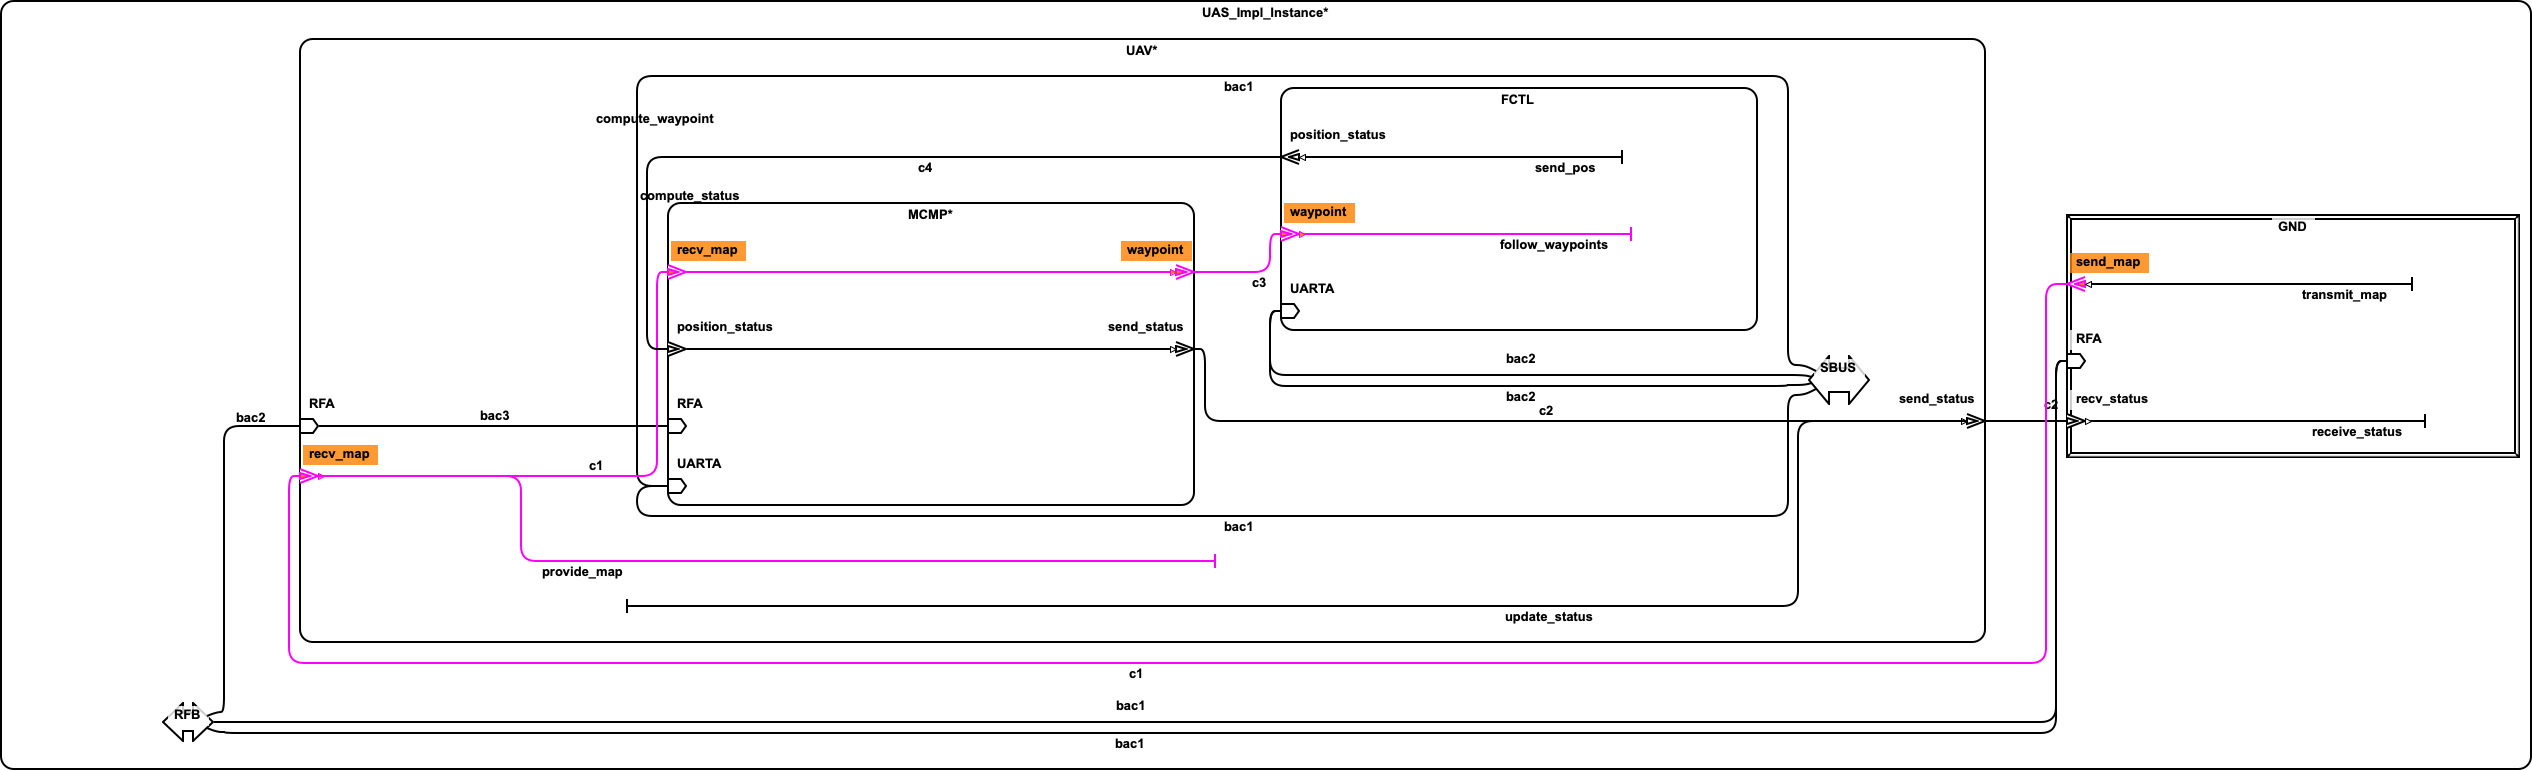 UAS_Impl_Instance*
UAV*
bac1
FCTL
compute_waypoint
position_status
c4
send_pos
compute_status
MCMP*
waypoint
GND
recv_map
waypoint
follow_waypoints
send_map
c3
UARTA
transmit_map
position_status
send_status
RFA
bac2
SBUS
bac2
send_status
recv_status
RFA
RFA
c2
c2
bac2
bac3
receive_status
recv_map
c1
UARTA
bac1
provide_map
update_status
c1
bac1
RFB
bac1